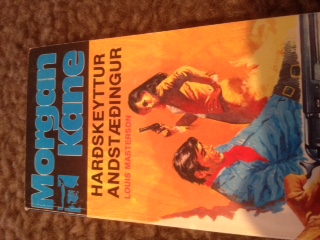 Morgan
Kane
HARÐSKEYTTUR
ANDSTÆÐINGUR
LOUIS MASTERSON